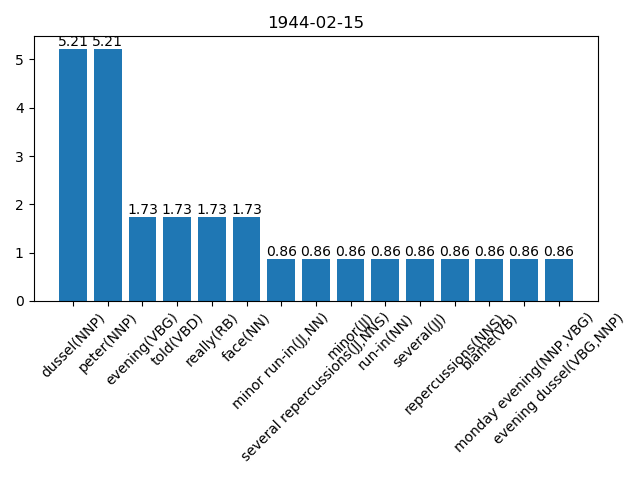 1944-02-15
5.21 5.21 1.73 1.73 1.73 1.73 0.86 0.86 0.86 0.86 0.86 0.86 0.86 0.86 0.86
5
4
3
2
1
0
dussel(NNP)
peter(NNP)
evening(VBG)
told(VBD)
really(RB)
face(NN)
minor run-in(JJ,NN)
several repercussions(JJ,NNS)
minor(JJ)
run-in(NN)
several(JJ)
repercussions(NNS)
blame(VB)
monday evening(NNP,VBG)
evening dussel(VBG,NNP)